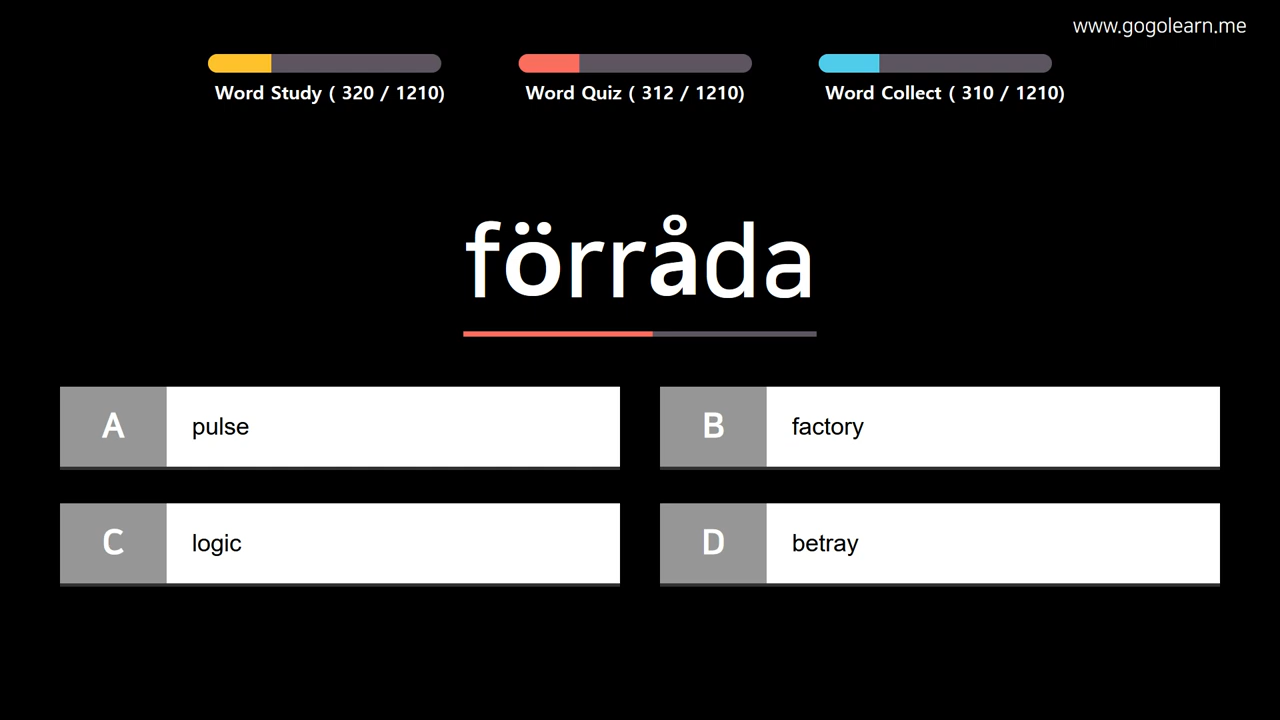 www.gogolearn.me
Word Study ( 320 / 1210)
Word Quiz ( 312 / 1210)
Word Collect ( 310 / 1210)
förråda
A pulse
B factory
C logic
D betray